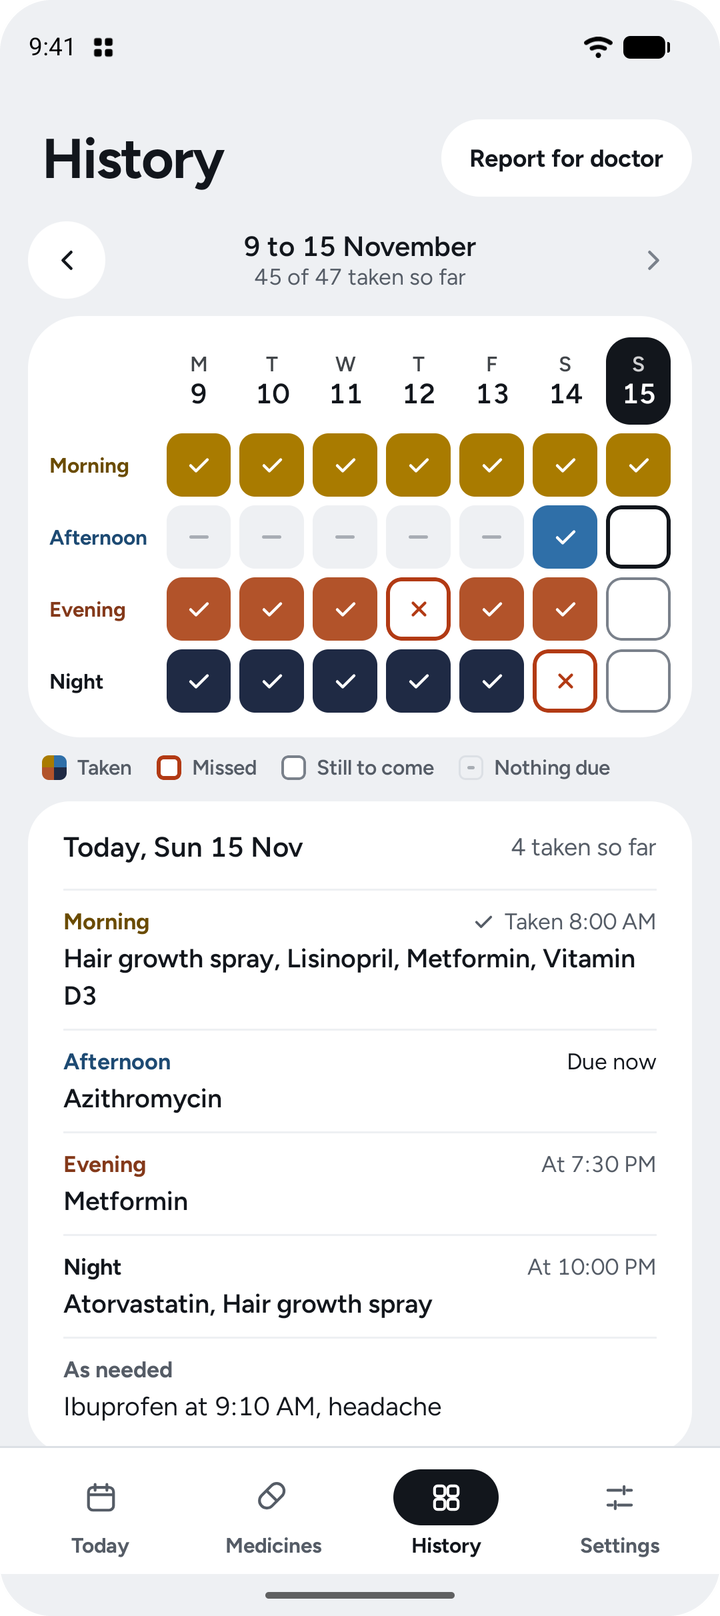 9:41
History
Report for doctor
9 to 15 November
45 of 47 taken so far
M T W T F S S
9 10 11 12 13 14 15
Morning
Afternoon
Evening
Night
Taken Missed Still to come Nothing due
Today, Sun 15 Nov 4 taken so far
Morning Taken 8:00 AM
Hair growth spray, Lisinopril, Metformin, Vitamin
D3
Afternoon Due now
Azithromycin
Evening At 7:30 PM
Metformin
Night At 10:00 PM
Atorvastatin, Hair growth spray
As needed
Ibuprofen at 9:10 AM, headache
Today Medicines History Settings